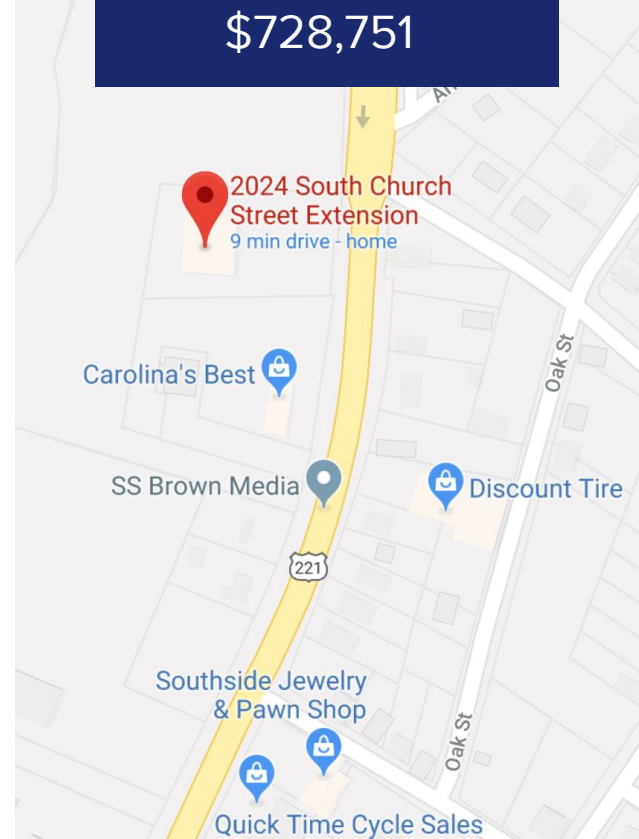 $728,751
2024 South Church
Street Extension
9 min drive - home
Oak St
Carolina's Best
SS Brown Media
Discount Tire
221
Southside Jewelry
& Pawn Shop
Oak St
Quick Time Cycle Sales